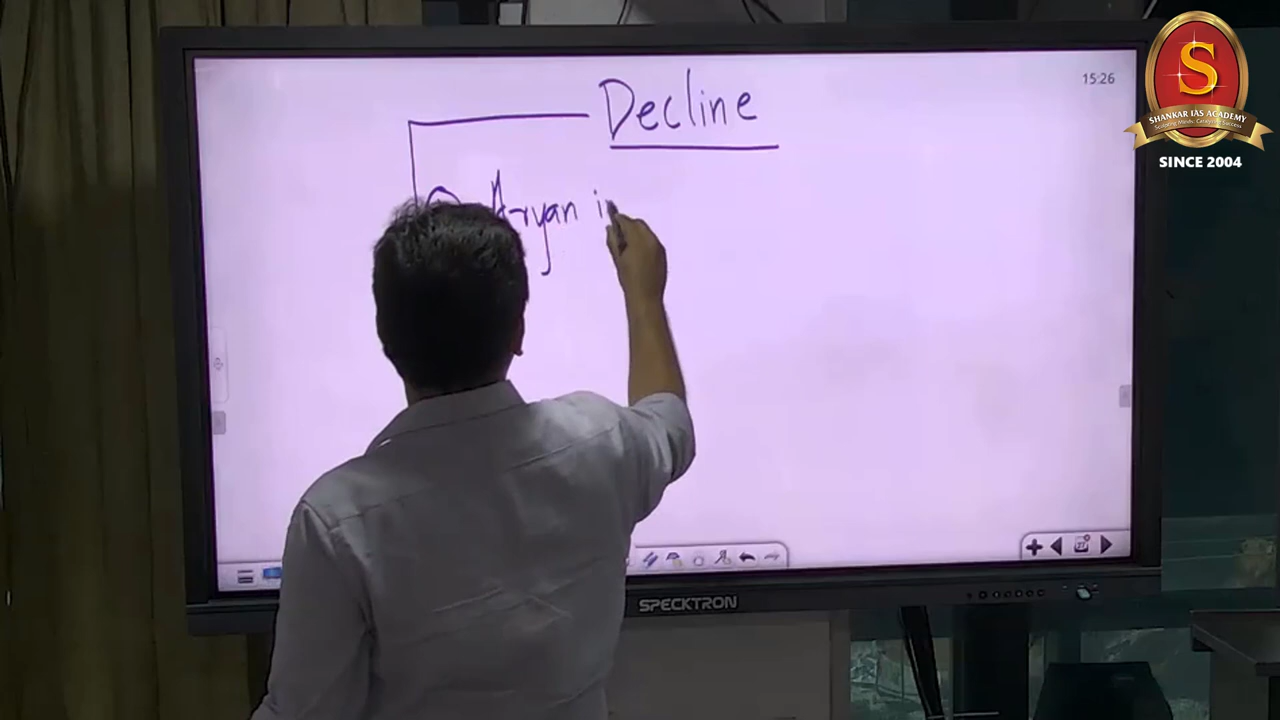 Decline
15:26
S
SHANKAR IAS ACADEMY
SINCE 2004
Aryan i
SPECKTRON